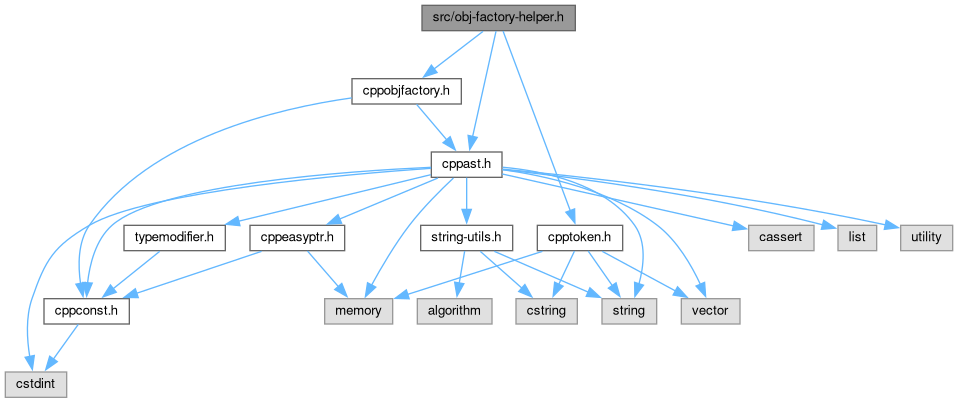 src/obj-factory-helper.h
cppobjfactory.h
cppast.h
typemodifier.h
cppeasyptr.h
string-utils.h
cpptoken.h
cassert
list
utility
cppconst.h
memory
algorithm
cstring
string
vector
cstdint